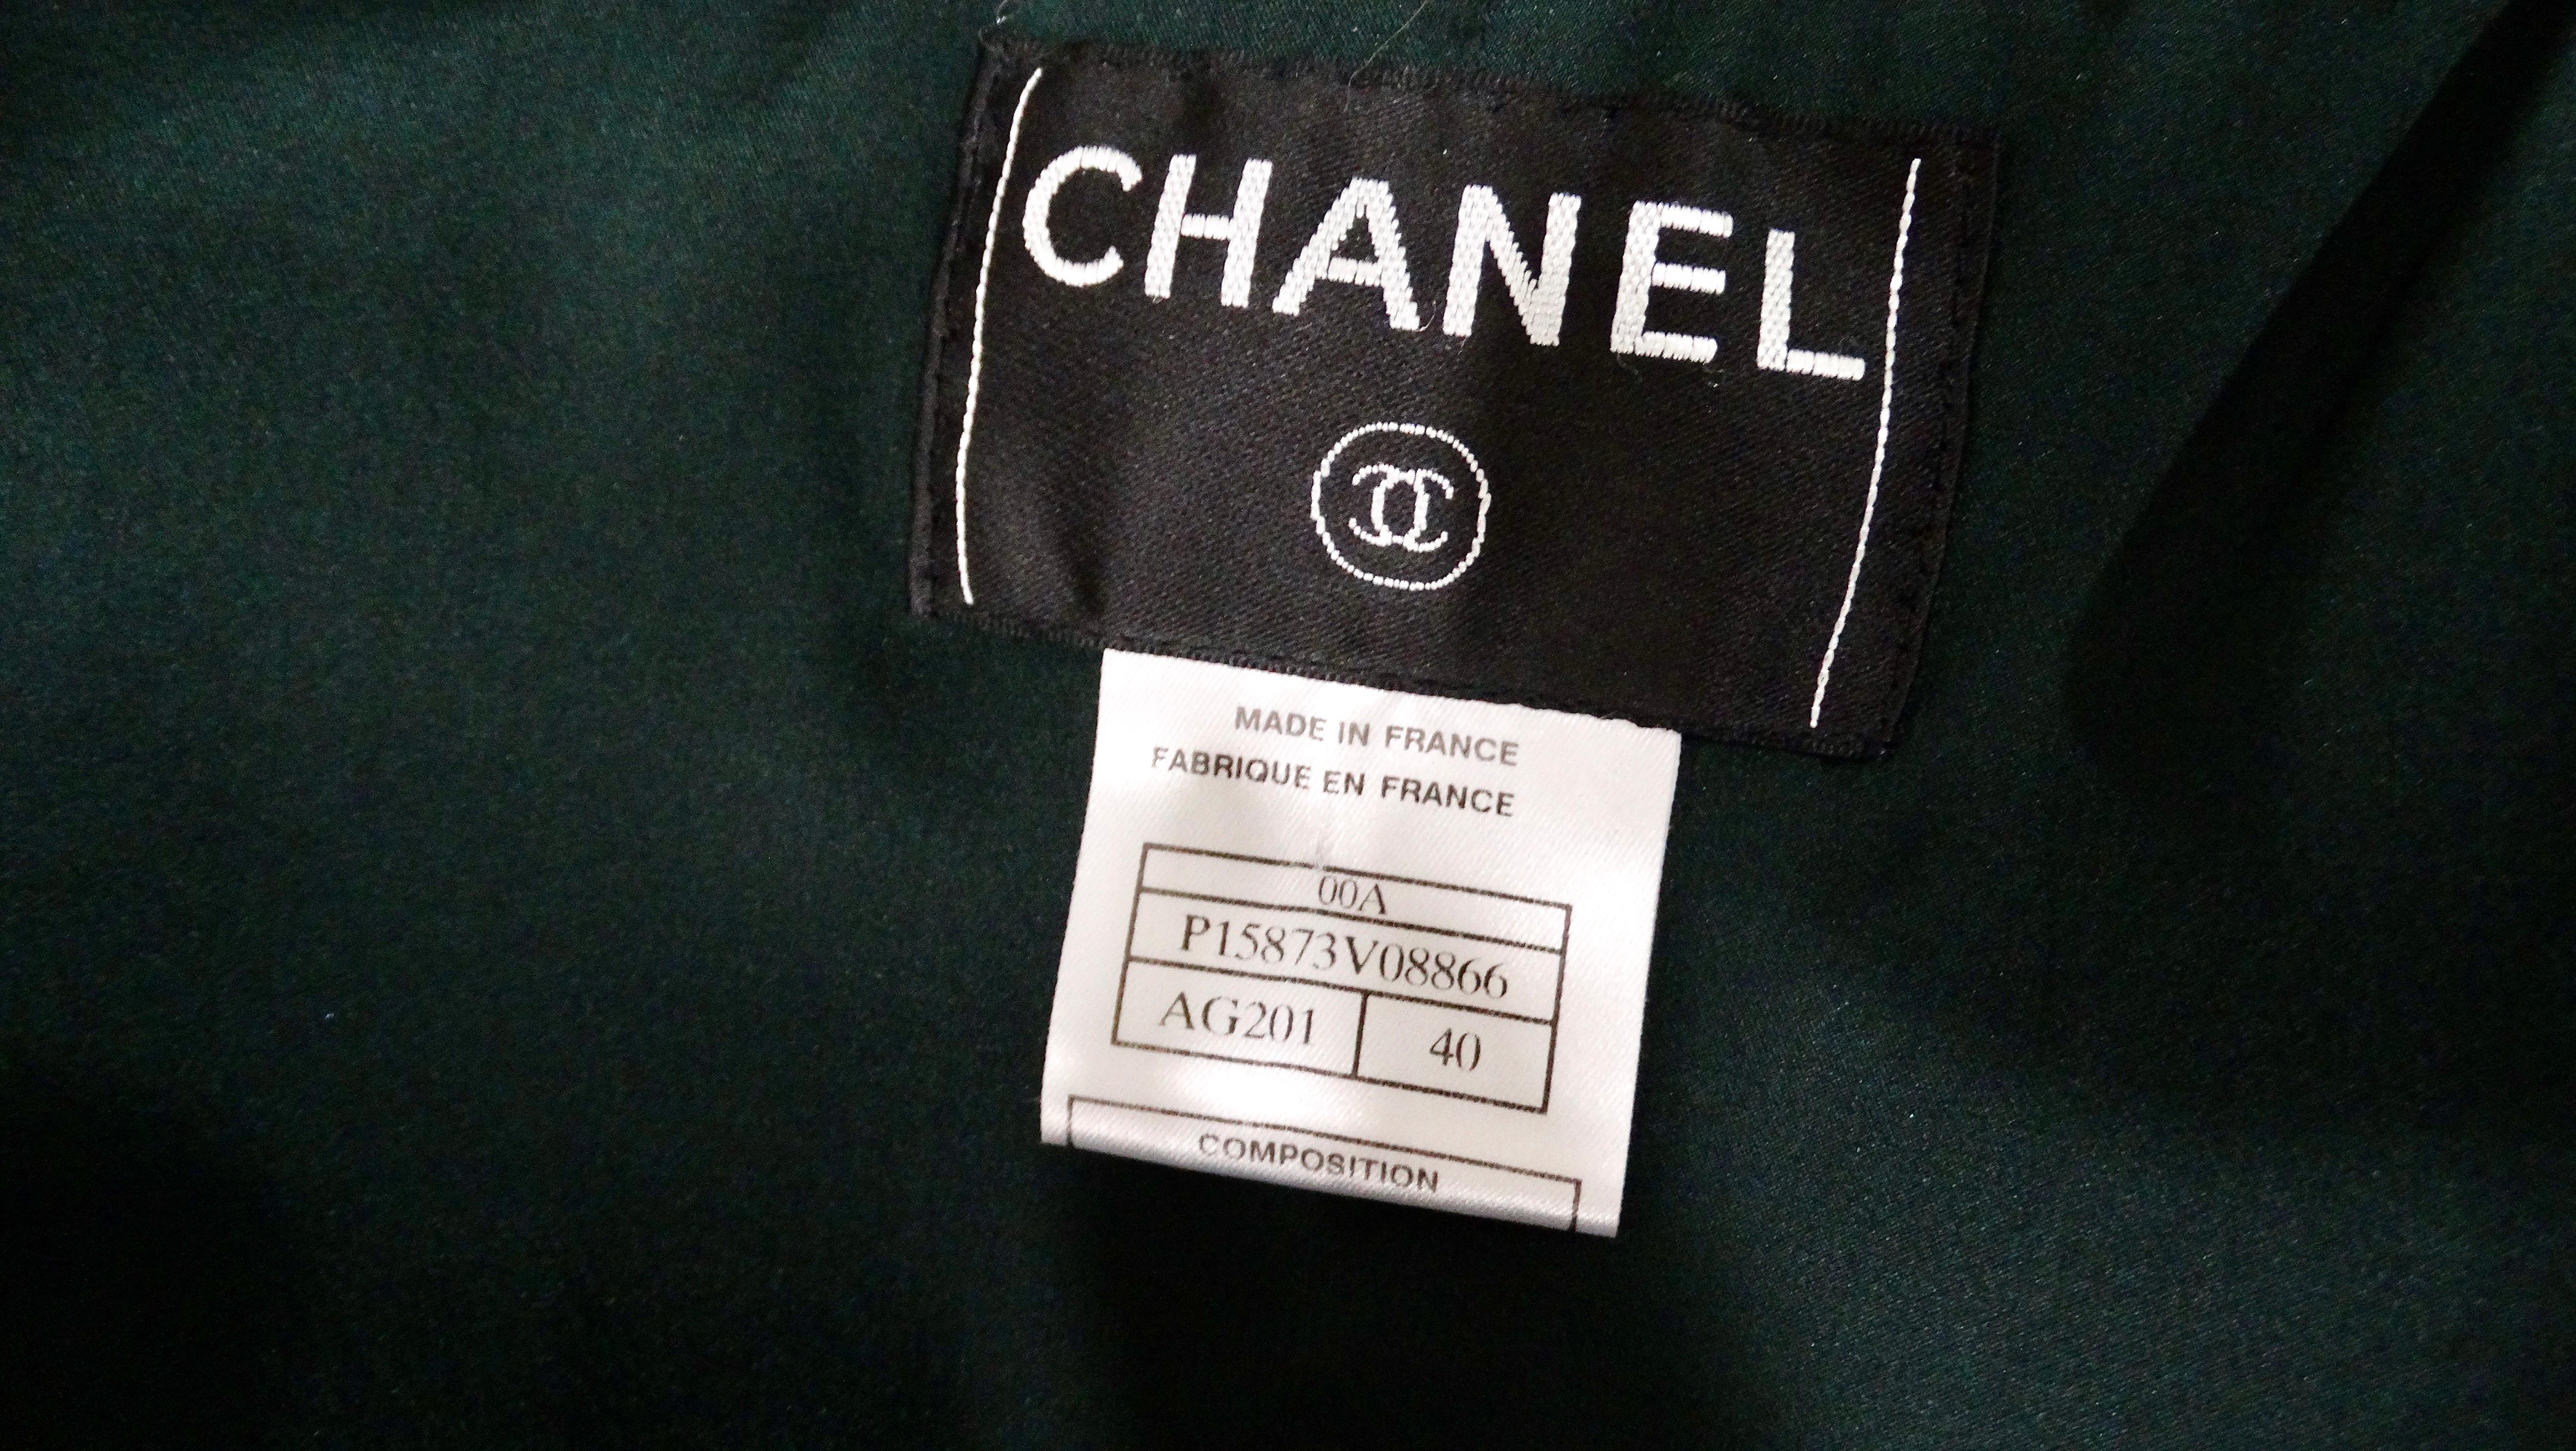 CHANEL
MADE IN FRANCE
FABRIQUE EN FRANCE
00A
P15873V08866
AG201 40
COMPOSITION